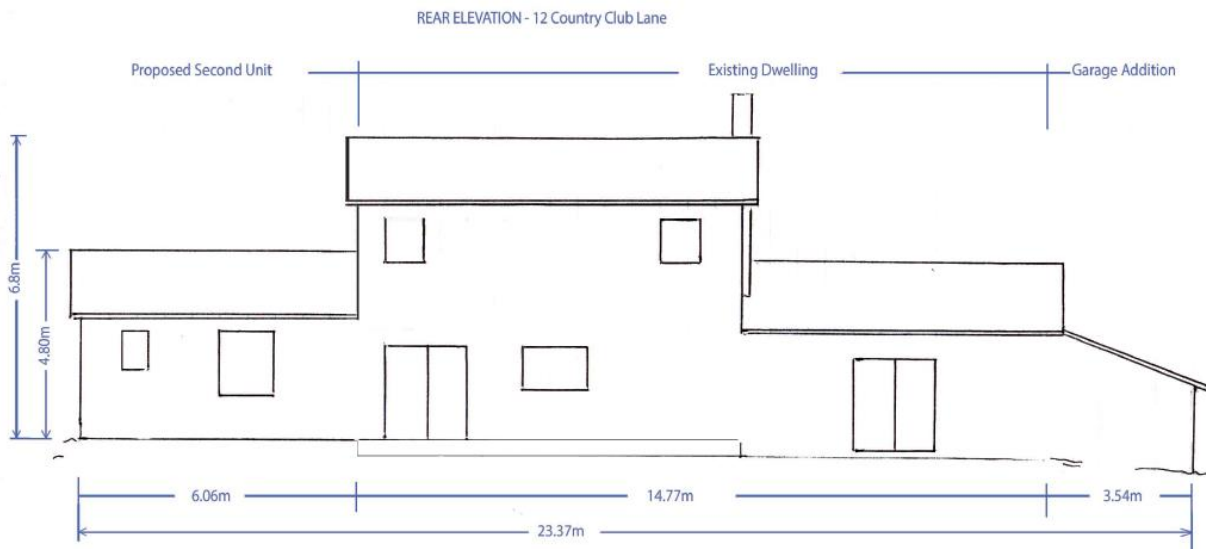 REAR ELEVATION - 12 Country Club Lane
Proposed Second Unit
Existing Dwelling
Garage Addition
6.8m
4.80m
6.06m
14.77m
3.54m
23.37m